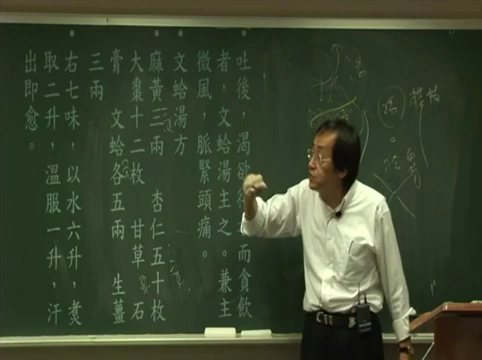 吐後，渴欲而貪飲
者，文蛤湯主之。兼主
微風，脈緊頭痛。
文蛤湯方
麻黃三兩　杏仁五十枚
大棗十二枚　甘草　石
膏　文蛤各五兩　生薑
三兩
右七味，以水六升，煑
取二升，溫服一升，汗
出即愈。